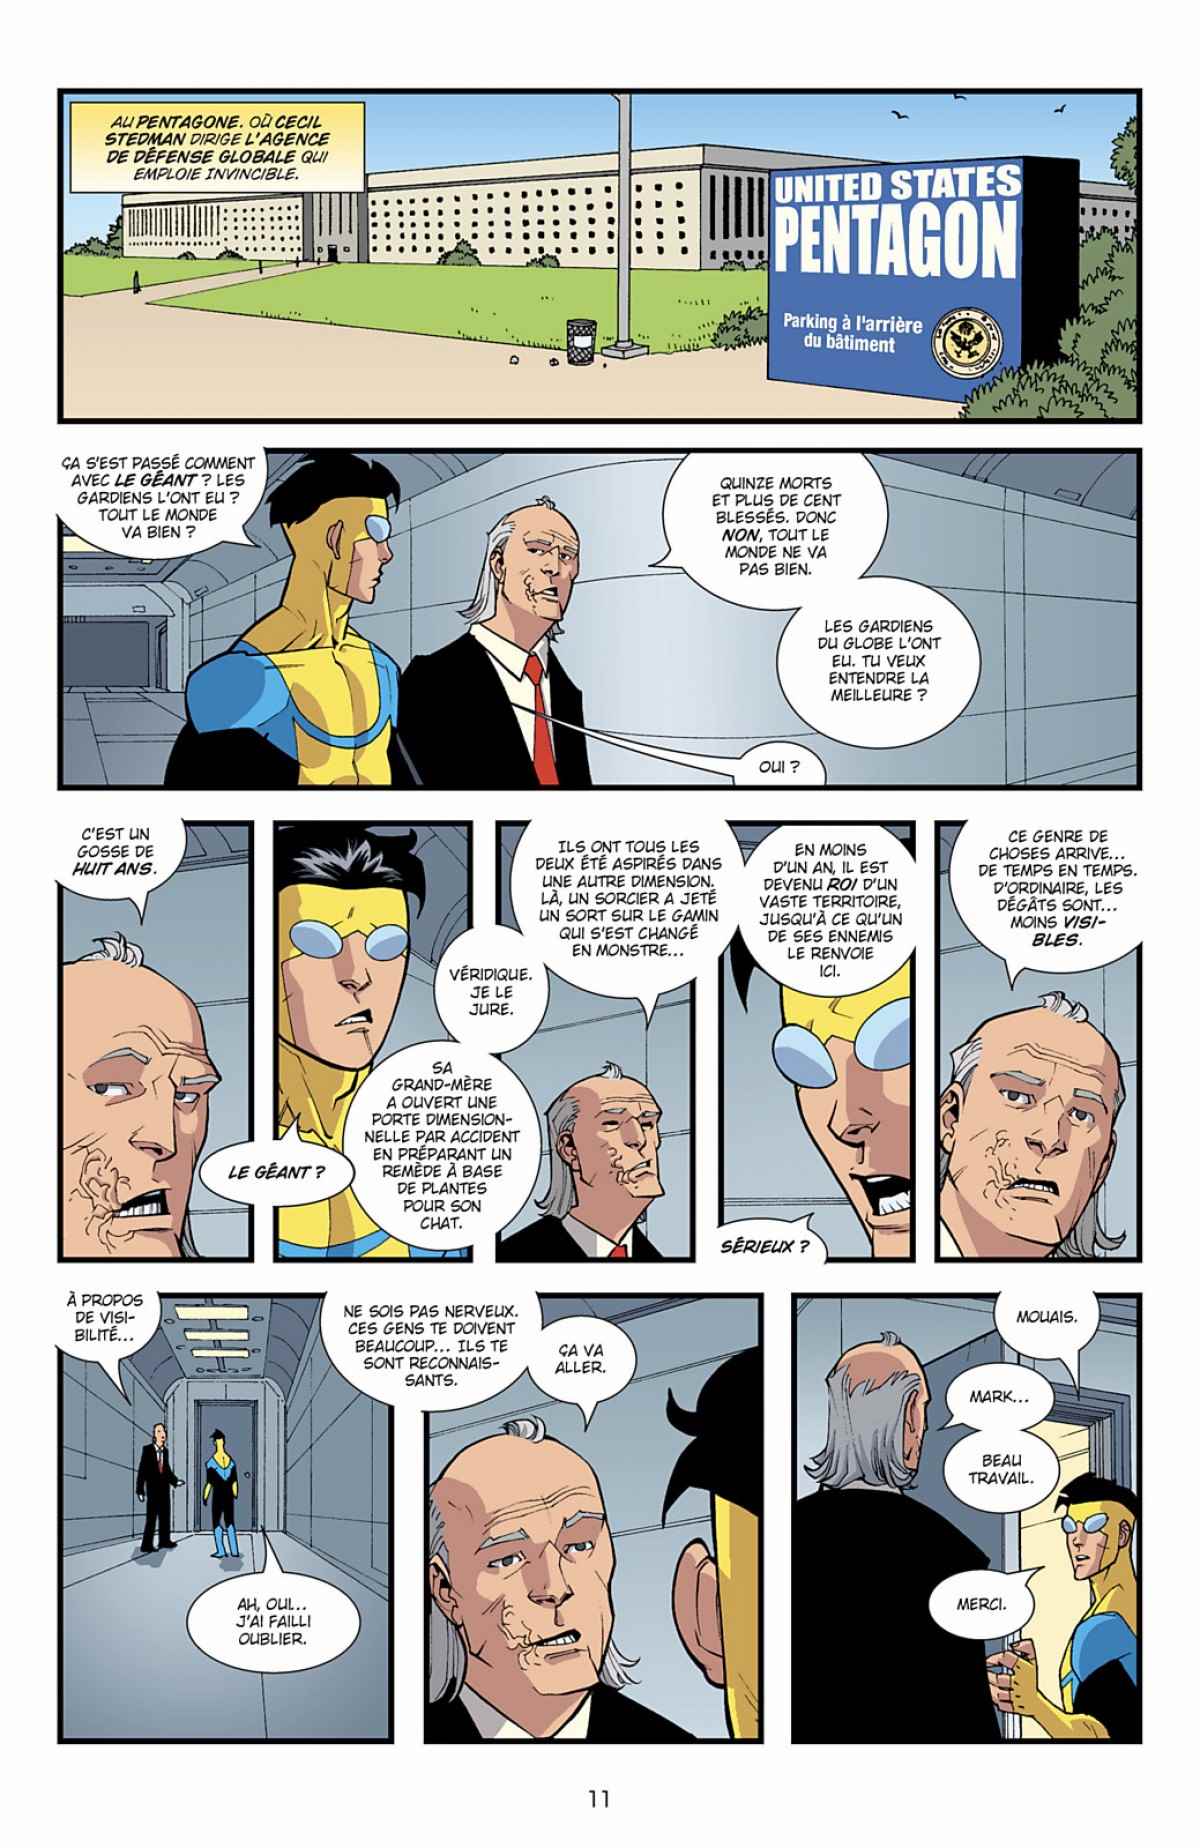 AU PENTAGONE. OÙ CECIL
STEDMAN DIRIGE L'AGENCE
DE DÉFENSE GLOBALE QUI
EMPLOIE INVINCIBLE.
UNITED STATES
PENTAGON
Parking à l'arrière
du bâtiment
ÇA S'EST PASSÉ COMMENT
AVEC LE GÉANT ? LES
GARDIENS L'ONT EU ?
TOUT LE MONDE
VA BIEN ?
QUINZE MORTS
ET PLUS DE CENT
BLESSÉS. DONC
NON, TOUT LE
MONDE NE VA
PAS BIEN.
LES GARDIENS
DU GLOBE L'ONT
EU. TU VEUX
ENTENDRE LA
MEILLEURE ?
OUI ?
C'EST UN
GOSSE DE
HUIT ANS.
LE GÉANT ?
VÉRIDIQUE.
JE LE
JURE.
SA
GRAND-MÈRE
A OUVERT UNE
PORTE DIMENSION-
NELLE PAR ACCIDENT
EN PRÉPARANT UN
REMÈDE À BASE
DE PLANTES
POUR SON
CHAT.
ILS ONT TOUS LES
DEUX ÉTÉ ASPIRÉS DANS
UNE AUTRE DIMENSION.
LÀ, UN SORCIER A JETÉ
UN SORT SUR LE GAMIN
QUI S'EST CHANGÉ
EN MONSTRE...
EN MOINS
D'UN AN, IL EST
DEVENU ROI D'UN
VASTE TERRITOIRE,
JUSQU'À CE QU'UN
DE SES ENNEMIS
LE RENVOIE
ICI.
SÉRIEUX ?
CE GENRE DE
CHOSES ARRIVE...
DE TEMPS EN TEMPS.
D'ORDINAIRE, LES
DÉGÂTS SONT...
MOINS VISI-
BLES.
À PROPOS
DE VISI-
BILITÉ...
AH, OUI...
J'AI FAILLI
OUBLIER.
NE SOIS PAS NERVEUX.
CES GENS TE DOIVENT
BEAUCOUP... ILS TE
SONT RECONNAIS-
SANTS.
ÇA VA
ALLER.
MOUAIS.
MARK...
BEAU
TRAVAIL.
MERCI.
11